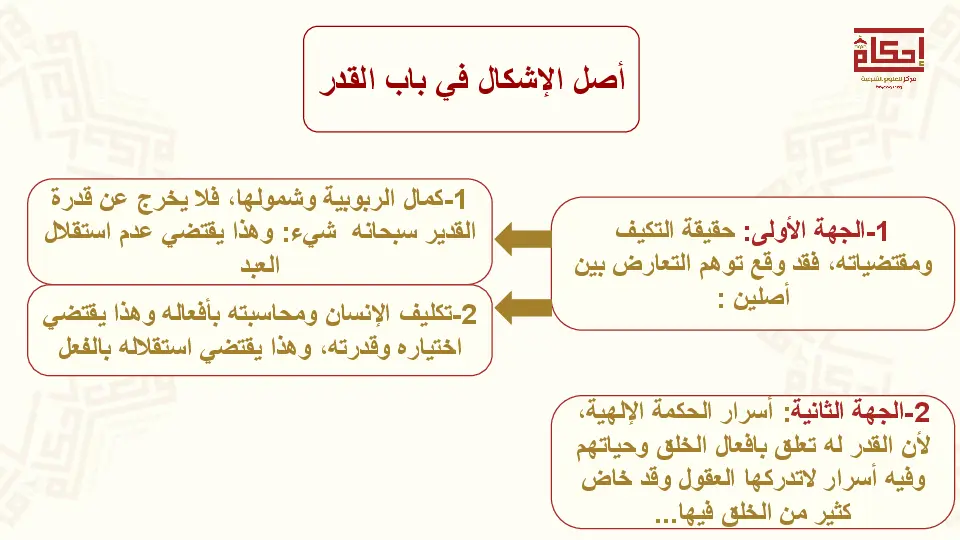 أصل الإشكال في باب القدر
إحكام
مركز للعلوم الشرعية
1-الجهة الأولى: حقيقة التكيف
ومقتضياته، فقد وقع توهم التعارض بين
أصلين :
1-كمال الربوبية وشمولها، فلا يخرج عن قدرة
القدير سبحانه شيء: وهذا يقتضي عدم استقلال
العبد
2-تكليف الإنسان ومحاسبته بأفعاله وهذا يقتضي
اختياره وقدرته، وهذا يقتضي استقلاله بالفعل
2-الجهة الثانية: أسرار الحكمة الإلهية،
لأن القدر له تعلق بافعال الخلق وحياتهم
وفيه أسرار لاتدركها العقول وقد خاض
كثير من الخلق فيها...